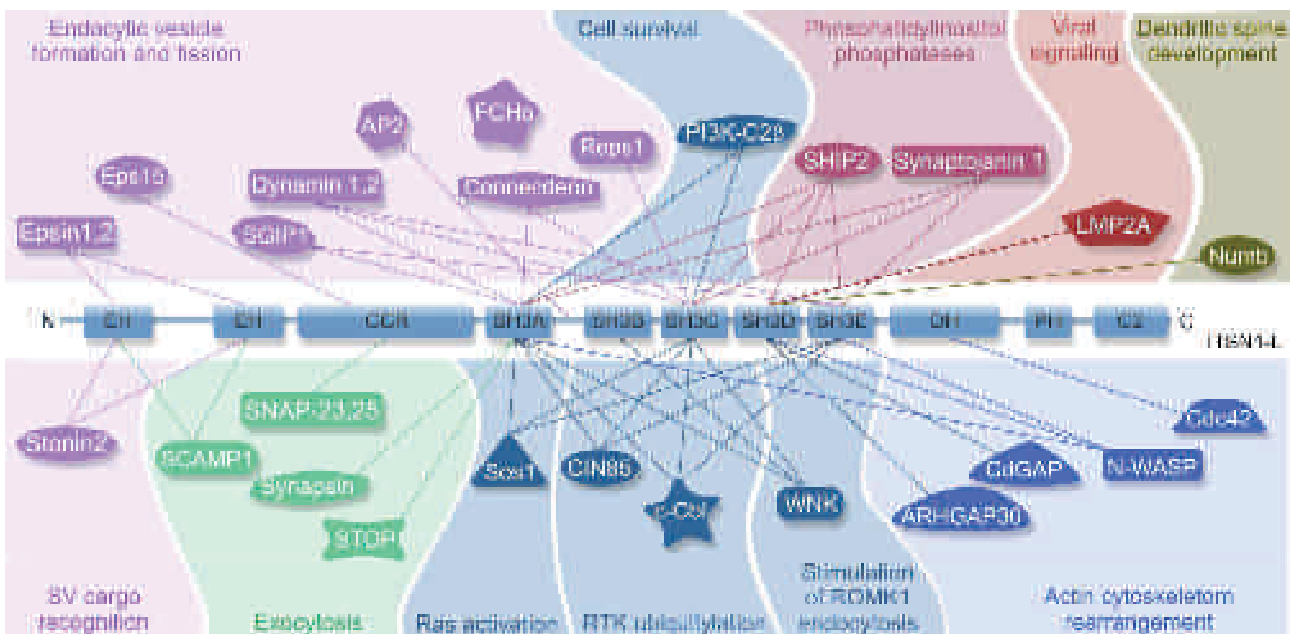 Endocytic vesicle
formation and fission
Cell survival
Phosphatidylinositol
phosphatases
Viral
signaling
Dendritic spine
development
AP2
FCHo
Reps1
PI3K-C2β
SHIP2
Synaptojanin 1
Eps15
Dynamin 1,2
Connecdenn
LMP2A
Epsin1,2
SGIP1
Numb
N
EH
EH
CCR
SH3A
SH3B
SH3C
SH3D
SH3E
DH
PH
C2
C
ITSN1-L
SNAP-23,25
Stonin2
SCAMP1
Synapsin
STOP
Sos1
CIN85
c-Cbl
WNK
CdGAP
Cdc42
N-WASP
ARHGAP30
SV cargo
recognition
Exocytosis
Ras activation
RTK ubiquitylation
Stimulation
of ROMK1
endocytosis
Actin cytoskeletom
rearrangement